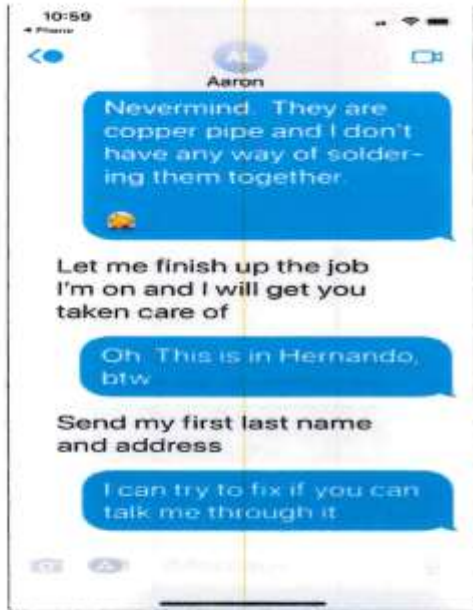 10:59
Phone
Aaron
Nevermind. They are
copper pipe and I don't
have any way of solder-
ing them together.
Let me finish up the job
I'm on and I will get you
taken care of
Oh This is in Hernando,
btw
Send my first last name
and address
I can try to fix if you can
talk me through it